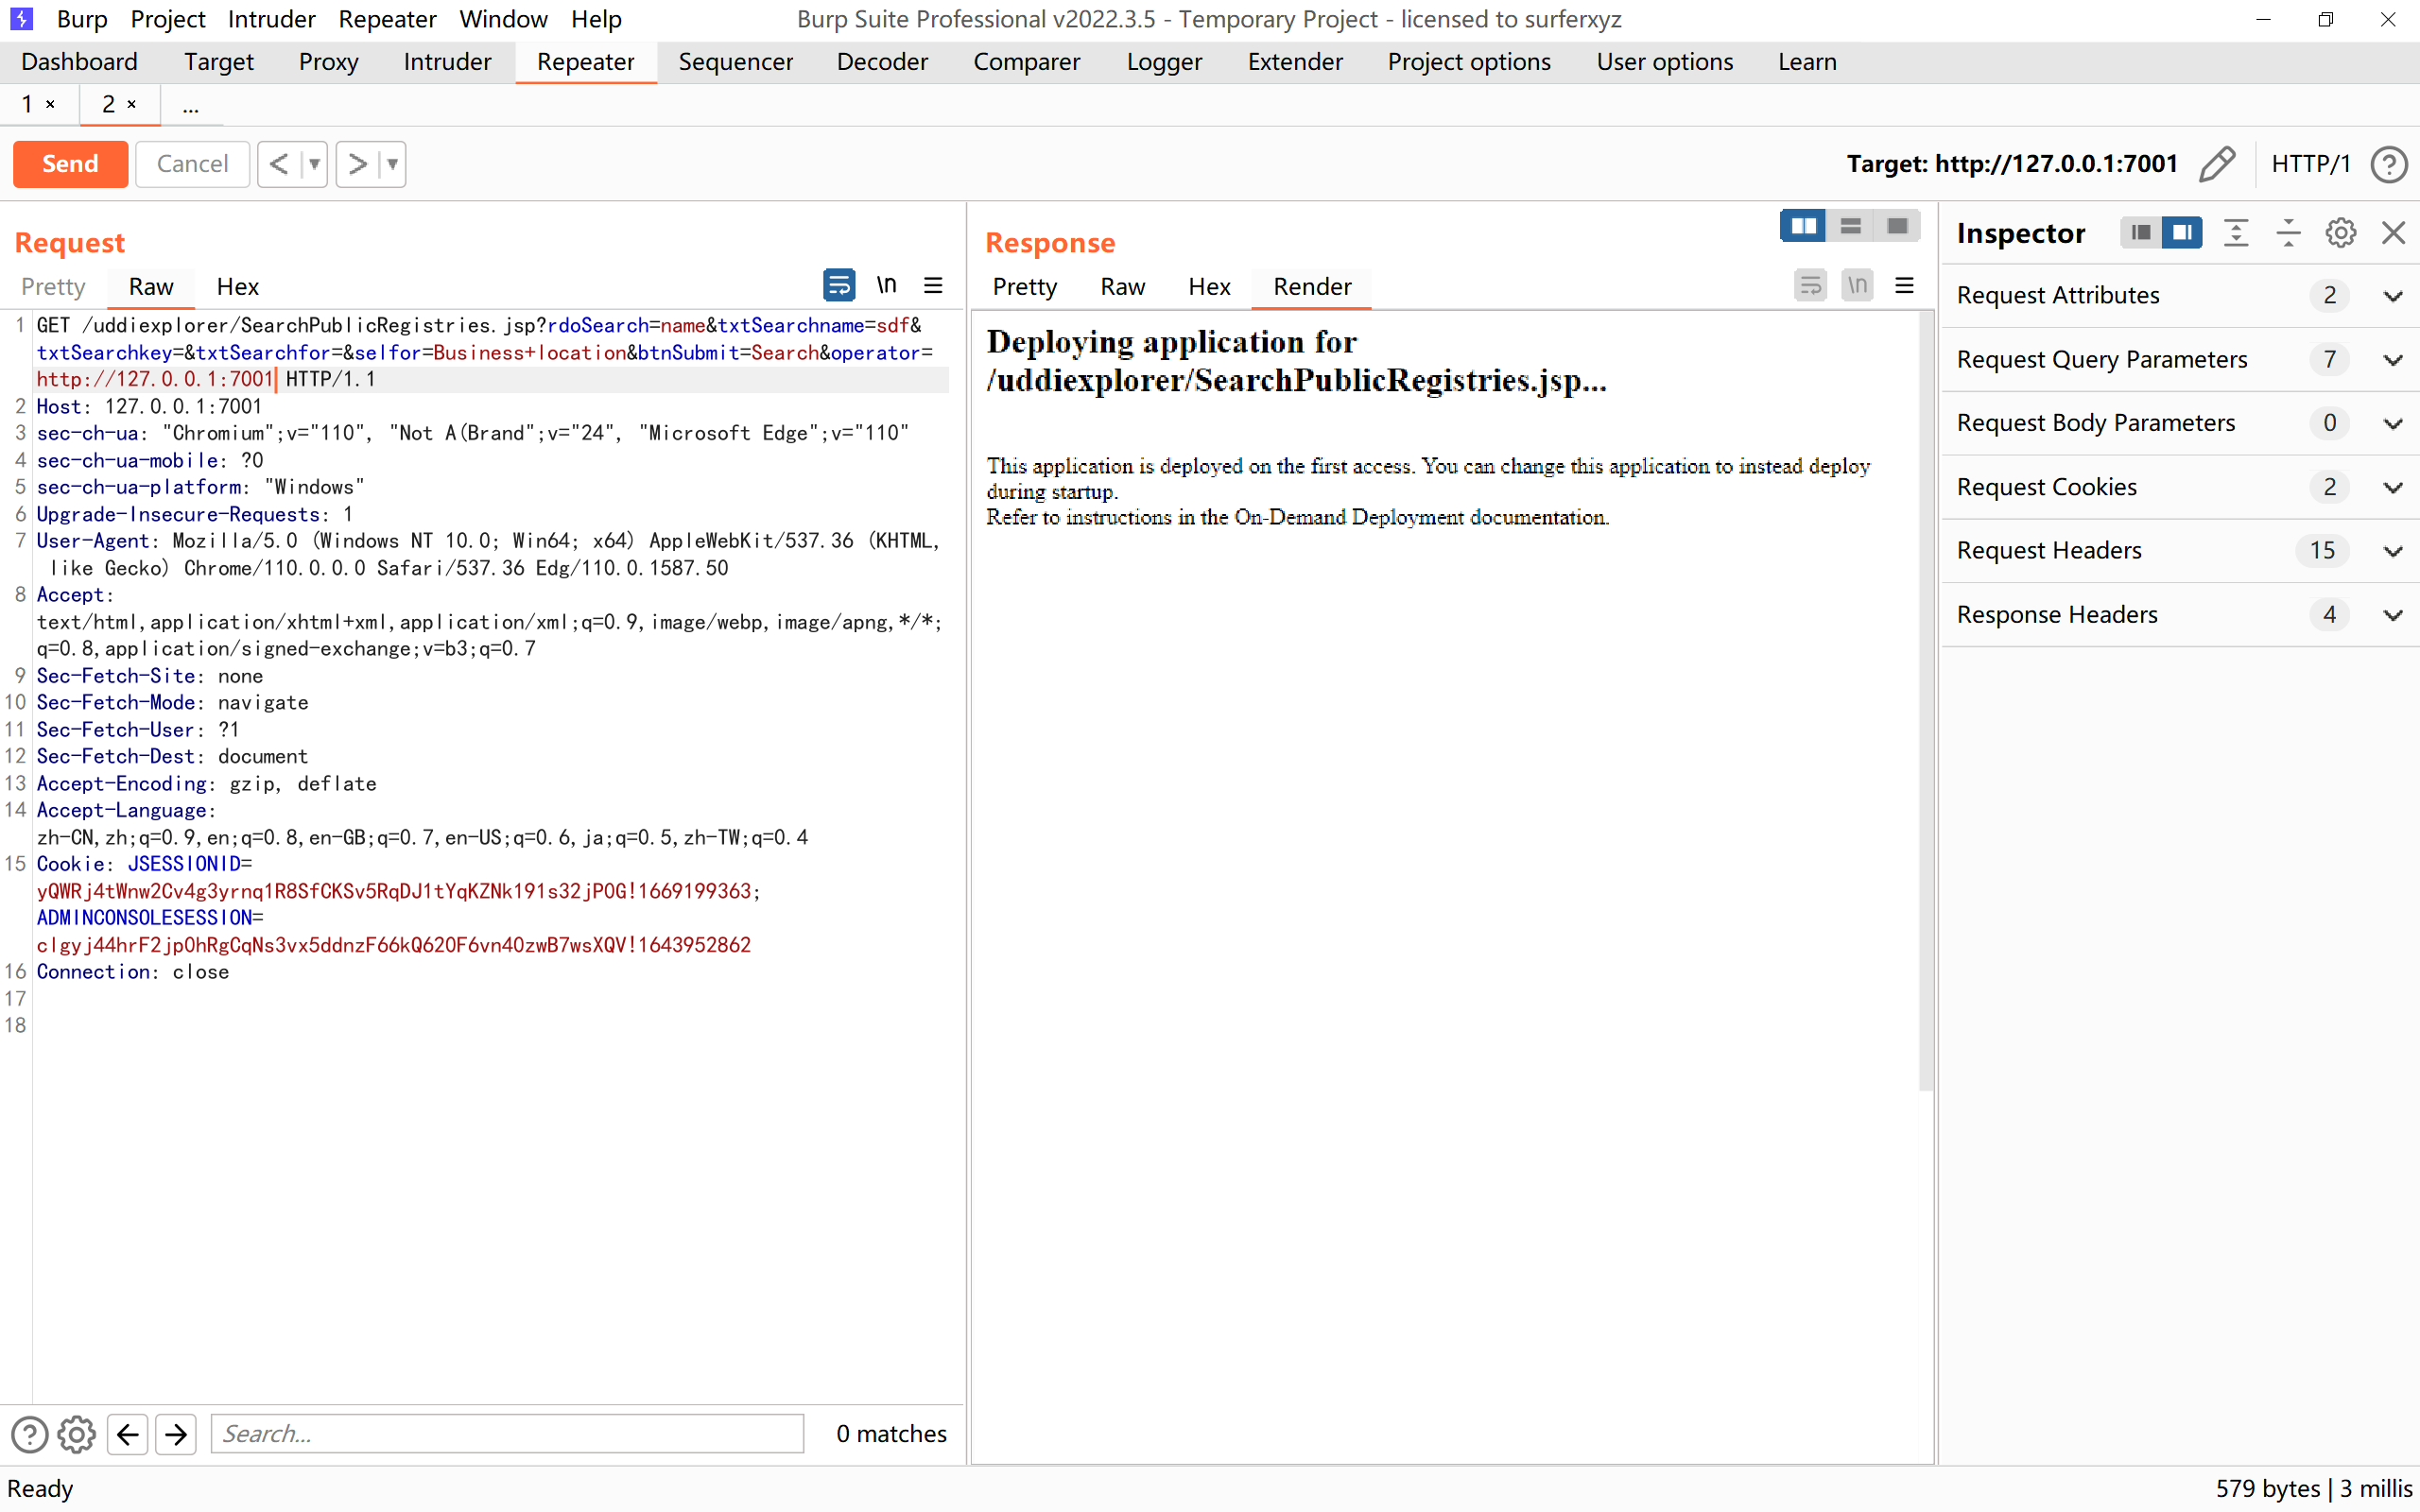 Burp Project Intruder Repeater Window Help Burp Suite Professional v2022.3.5 - Temporary Project - licensed to surferxyz
Dashboard Target Proxy Intruder Repeater Sequencer Decoder Comparer Logger Extender Project options User options Learn
1 × 2 × ...
Send Cancel < > Target: http://127.0.0.1:7001 HTTP/1
Request
Pretty Raw Hex \n
1 GET /uddiexplorer/SearchPublicRegistries.jsp?rdoSearch=name&txtSearchname=sdf&
txtSearchkey=&txtSearchfor=&selfor=Business+location&btnSubmit=Search&operator=
http://127.0.0.1:7001 HTTP/1.1
2 Host: 127.0.0.1:7001
3 sec-ch-ua: "Chromium";v="110", "Not A(Brand";v="24", "Microsoft Edge";v="110"
4 sec-ch-ua-mobile: ?0
5 sec-ch-ua-platform: "Windows"
6 Upgrade-Insecure-Requests: 1
7 User-Agent: Mozilla/5.0 (Windows NT 10.0; Win64; x64) AppleWebKit/537.36 (KHTML,
like Gecko) Chrome/110.0.0.0 Safari/537.36 Edg/110.0.1587.50
8 Accept:
text/html,application/xhtml+xml,application/xml;q=0.9,image/webp,image/apng,*/*;
q=0.8,application/signed-exchange;v=b3;q=0.7
9 Sec-Fetch-Site: none
10 Sec-Fetch-Mode: navigate
11 Sec-Fetch-User: ?1
12 Sec-Fetch-Dest: document
13 Accept-Encoding: gzip, deflate
14 Accept-Language:
zh-CN,zh;q=0.9,en;q=0.8,en-GB;q=0.7,en-US;q=0.6,ja;q=0.5,zh-TW;q=0.4
15 Cookie: JSESSIONID=
yQWRj4tWnw2Cv4g3yrnq1R8SfCKSv5RqDJ1tYqKZNk191s32jP0G!1669199363;
ADMINCONSOLESESSION=
clgyj44hrF2jp0hRgCqNs3vx5ddnzF66kQ620F6vn40zwB7wsXQV!1643952862
16 Connection: close
17
18
Search... 0 matches
Response
Pretty Raw Hex Render \n
Deploying application for
/uddiexplorer/SearchPublicRegistries.jsp...
This application is deployed on the first access. You can change this application to instead deploy
during startup.
Refer to instructions in the On-Demand Deployment documentation.
Inspector
Request Attributes 2
Request Query Parameters 7
Request Body Parameters 0
Request Cookies 2
Request Headers 15
Response Headers 4
Ready 579 bytes | 3 millis